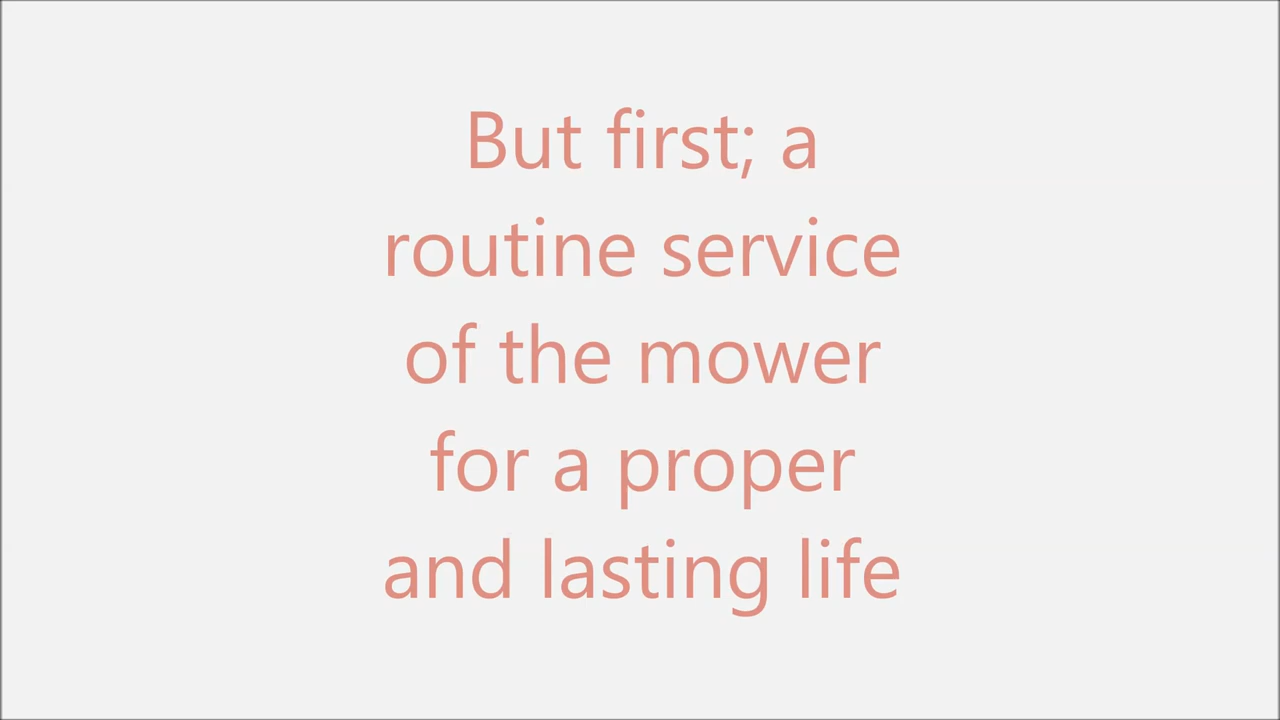 But first; a
routine service
of the mower
for a proper
and lasting life